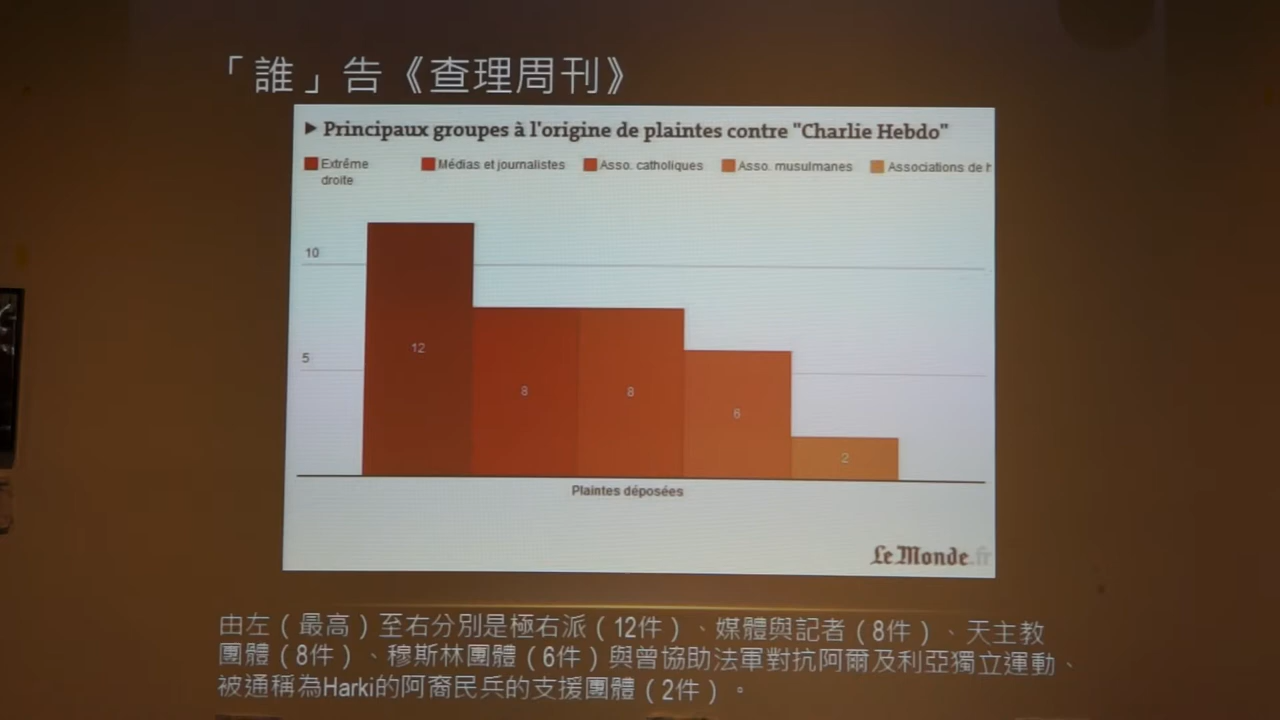 「誰」告《查理周刊》
▶ Principaux groupes à l'origine de plaintes contre "Charlie Hebdo"
Extrême droite
Médias et journalistes
Asso. catholiques
Asso. musulmanes
Associations de h
10
5
12
8
8
6
2
Plaintes déposées
Le Monde.fr
由左(最高)至右分別是極右派(12件)、媒體與記者(8件)、天主教
團體(8件)、穆斯林團體(6件)與曾協助法軍對抗阿爾及利亞獨立運動、
被通稱為Harki的阿裔民兵的支援團體(2件)。